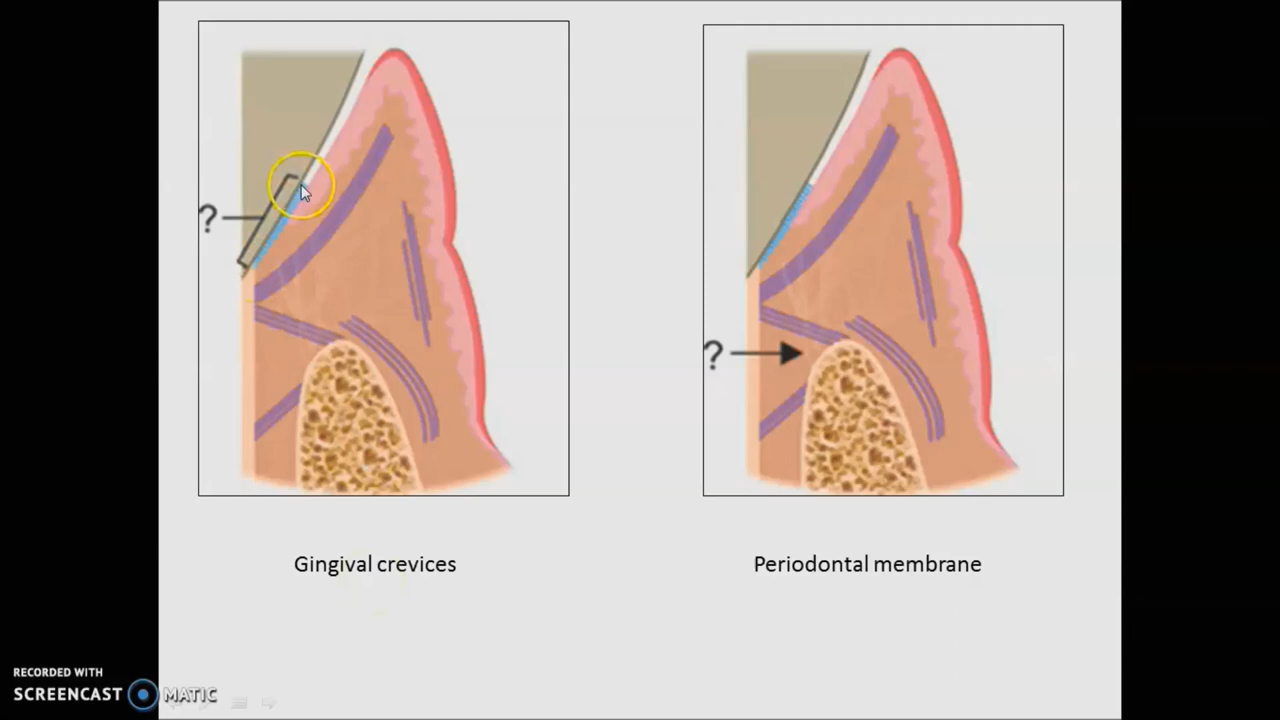 ?
?
Gingival crevices
Periodontal membrane
RECORDED WITH
SCREENCAST MATIC